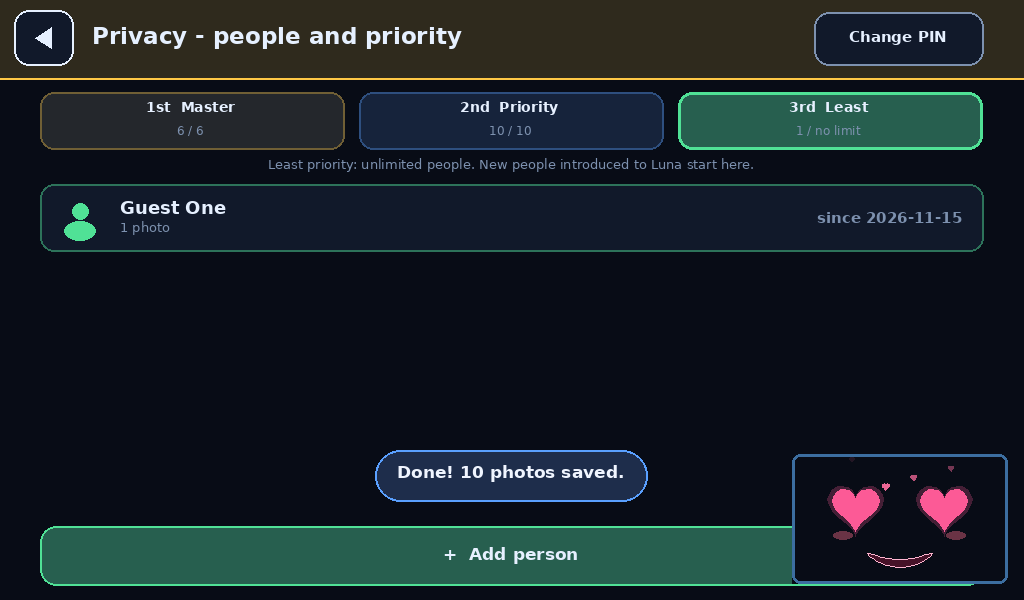 Privacy - people and priority
Change PIN
1st Master
6 / 6
2nd Priority
10 / 10
3rd Least
1 / no limit
Least priority: unlimited people. New people introduced to Luna start here.
Guest One
1 photo
since 2026-11-15
Done! 10 photos saved.
+ Add person